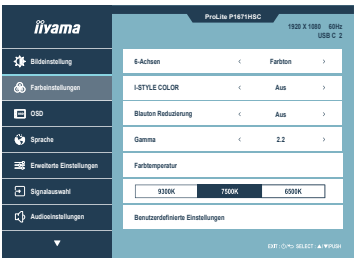 iiyama
ProLite P1671HSC
1920 X 1080 60Hz
USB C 2
Bildeinstellung
Farbeinstellungen
OSD
Sprache
Erweiterte Einstellungen
Signalauswahl
Audioeinstellungen
6-Achsen < Farbton >
I-STYLE COLOR < Aus >
Blauton Reduzierung < Aus >
Gamma < 2.2 >
Farbtemperatur
9300K 7500K 6500K
Benutzerdefinierte Einstellungen
EXIT : SELECT : ▲/▼/PUSH